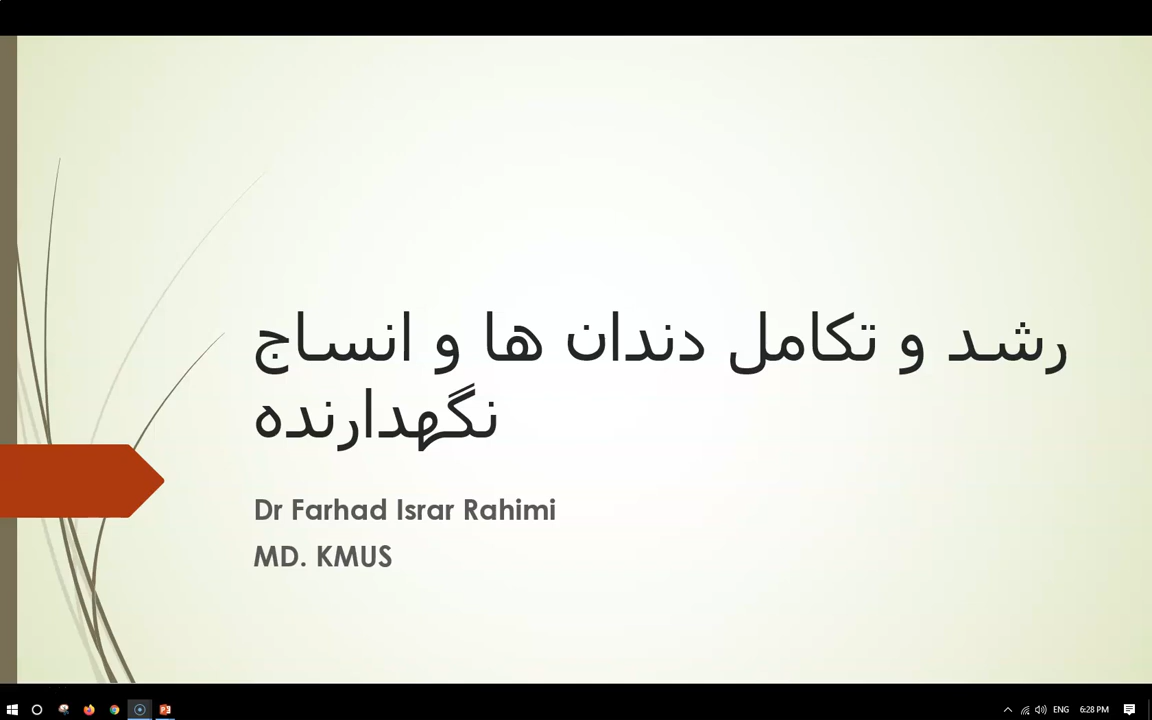 رشد و تکامل دندان ها و انساج
نگهدارنده
Dr Farhad Israr Rahimi
MD. KMUS
ENG
6:28 PM